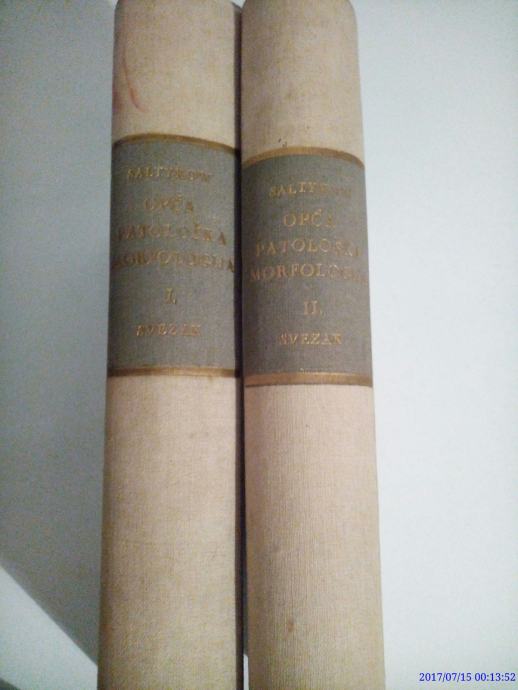 SALTYKOW
OPĆA
PATOLOŠKA
MORFOLOGIJA
I.
SVEZAK
SALTYKOW
OPĆA
PATOLOŠKA
MORFOLOGIJA
II.
SVEZAK
2017/07/15 00:13:52